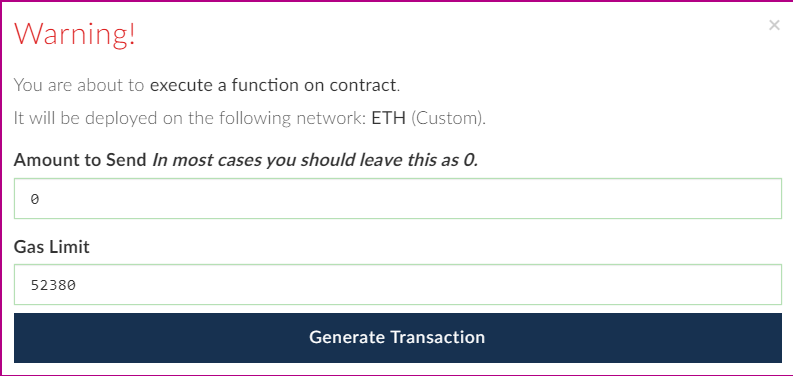 Warning!
×
You are about to execute a function on contract.
It will be deployed on the following network: ETH (Custom).
Amount to Send In most cases you should leave this as 0.
0
Gas Limit
52380
Generate Transaction